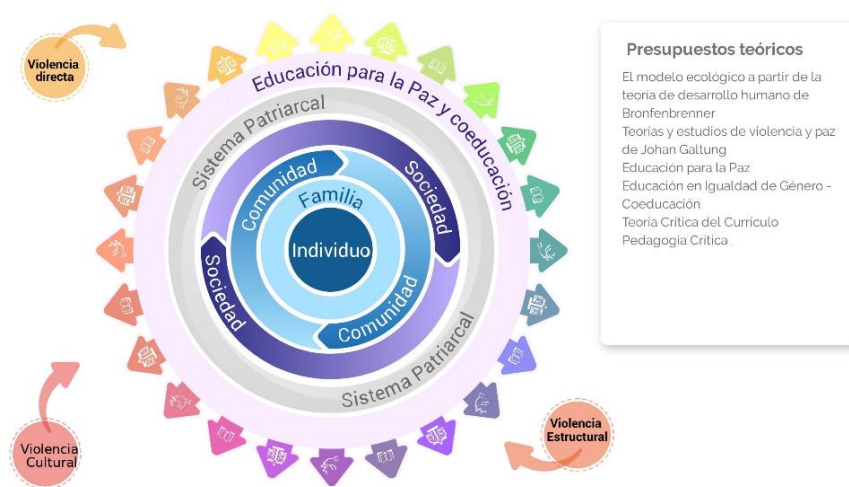 Violencia
directa
Educación para la Paz y coeducación
Sistema Patriarcal
Comunidad
Sociedad
Familia
Individuo
Sociedad
Comunidad
Sistema Patriarcal
Violencia
Cultural
Violencia
Estructural
Presupuestos teóricos
El modelo ecológico a partir de la
teoría de desarrollo humano de
Bronfenbrenner
Teorías y estudios de violencia y paz
de Johan Galtung
Educación para la Paz
Educación en Igualdad de Género -
Coeducación
Teoría Crítica del Currículo
Pedagogía Crítica